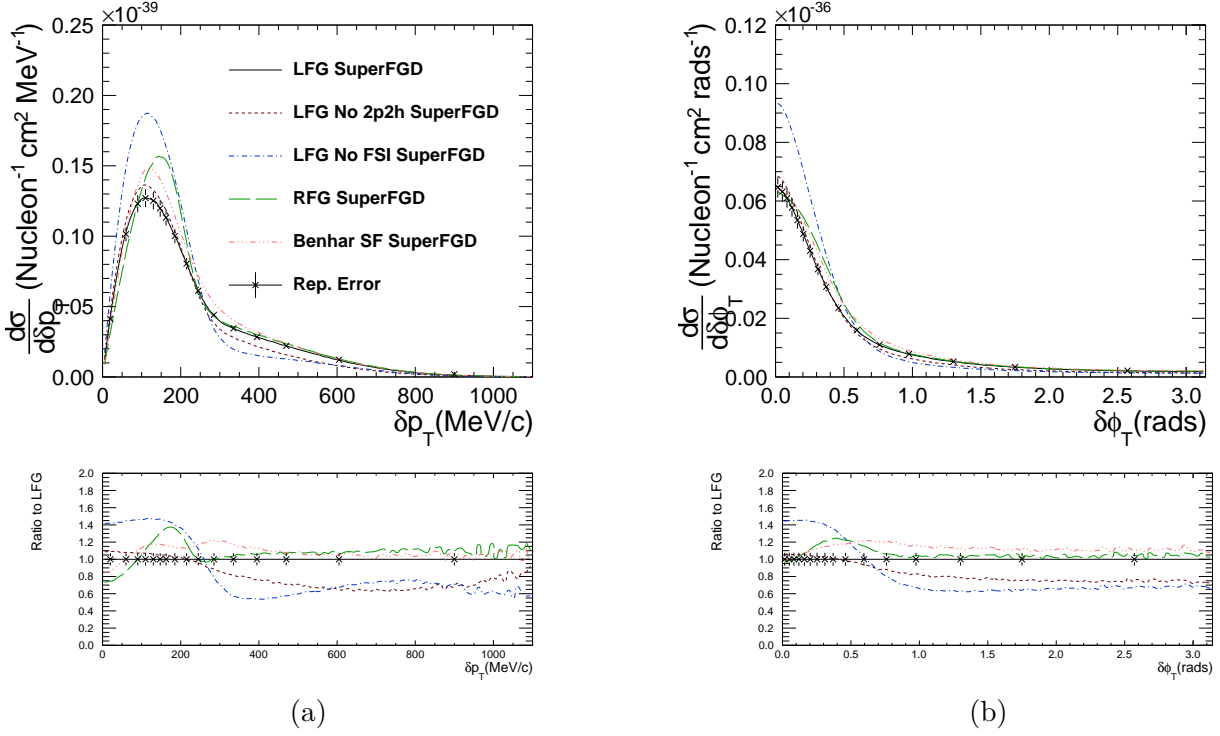 ×10⁻³⁹
dσ/dδp_T (Nucleon⁻¹ cm² MeV⁻¹)
0.25
0.20
0.15
0.10
0.05
0.00
LFG SuperFGD
LFG No 2p2h SuperFGD
LFG No FSI SuperFGD
RFG SuperFGD
Benhar SF SuperFGD
Rep. Error
0 200 400 600 800 1000
δp_T(MeV/c)
Ratio to LFG
2.0
1.8
1.6
1.4
1.2
1.0
0.8
0.6
0.4
0.2
0.0
0 200 400 600 800 1000
δp_T(MeV/c)
(a)
×10⁻³⁶
dσ/dδϕ_T (Nucleon⁻¹ cm² rads⁻¹)
0.12
0.10
0.08
0.06
0.04
0.02
0.00
0.0 0.5 1.0 1.5 2.0 2.5 3.0
δϕ_T(rads)
Ratio to LFG
2.0
1.8
1.6
1.4
1.2
1.0
0.8
0.6
0.4
0.2
0.0
0.0 0.5 1.0 1.5 2.0 2.5 3.0
δϕ_T(rads)
(b)